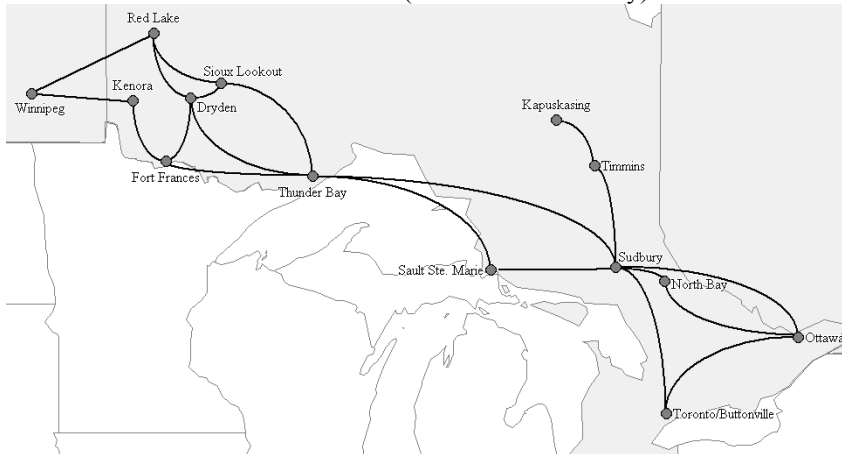 Red Lake
Sioux Lookout
Kenora
Winnipeg
Dryden
Kapuskasing
Timmins
Fort Frances
Thunder Bay
Sudbury
Sault Ste. Marie
North Bay
Ottawa
Toronto/Buttonville